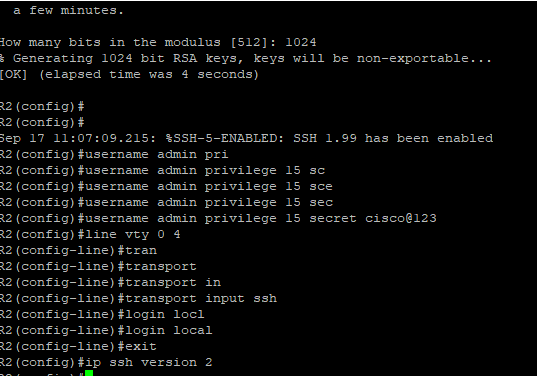 a few minutes.
How many bits in the modulus [512]: 1024
% Generating 1024 bit RSA keys, keys will be non-exportable...
[OK] (elapsed time was 4 seconds)
R2(config)#
R2(config)#
Sep 17 11:07:09.215: %SSH-5-ENABLED: SSH 1.99 has been enabled
R2(config)#username admin pri
R2(config)#username admin privilege 15 sc
R2(config)#username admin privilege 15 sce
R2(config)#username admin privilege 15 sec
R2(config)#username admin privilege 15 secret cisco@123
R2(config)#line vty 0 4
R2(config-line)#tran
R2(config-line)#transport
R2(config-line)#transport in
R2(config-line)#transport input ssh
R2(config-line)#login locl
R2(config-line)#login local
R2(config-line)#exit
R2(config)#ip ssh version 2
R2(config)#